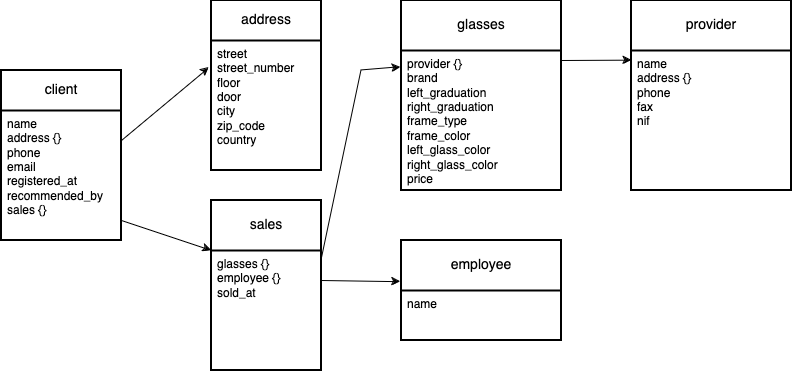 client
name
address {}
phone
email
registered_at
recommended_by
sales {}
address
street
street_number
floor
door
city
zip_code
country
sales
glasses {}
employee {}
sold_at
glasses
provider {}
brand
left_graduation
right_graduation
frame_type
frame_color
left_glass_color
right_glass_color
price
employee
name
provider
name
address {}
phone
fax
nif